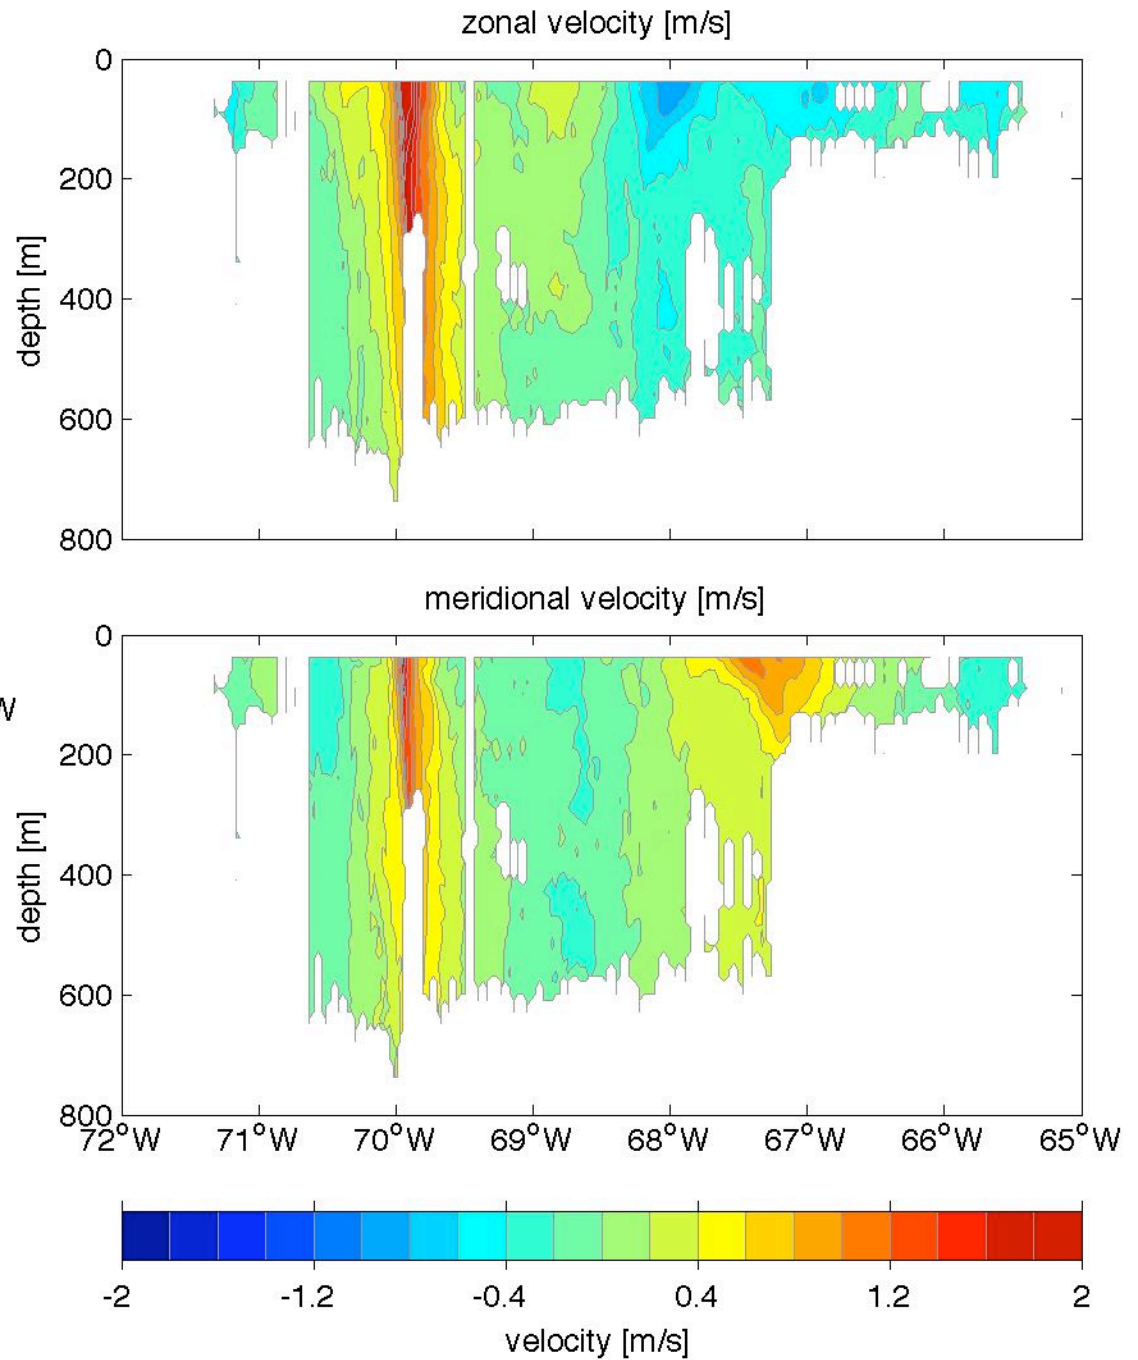 zonal velocity [m/s]
0
200
400
600
800
depth [m]
meridional velocity [m/s]
0
200
400
600
800
depth [m]
W
72°W 71°W 70°W 69°W 68°W 67°W 66°W 65°W
-2 -1.2 -0.4 0.4 1.2 2
velocity [m/s]